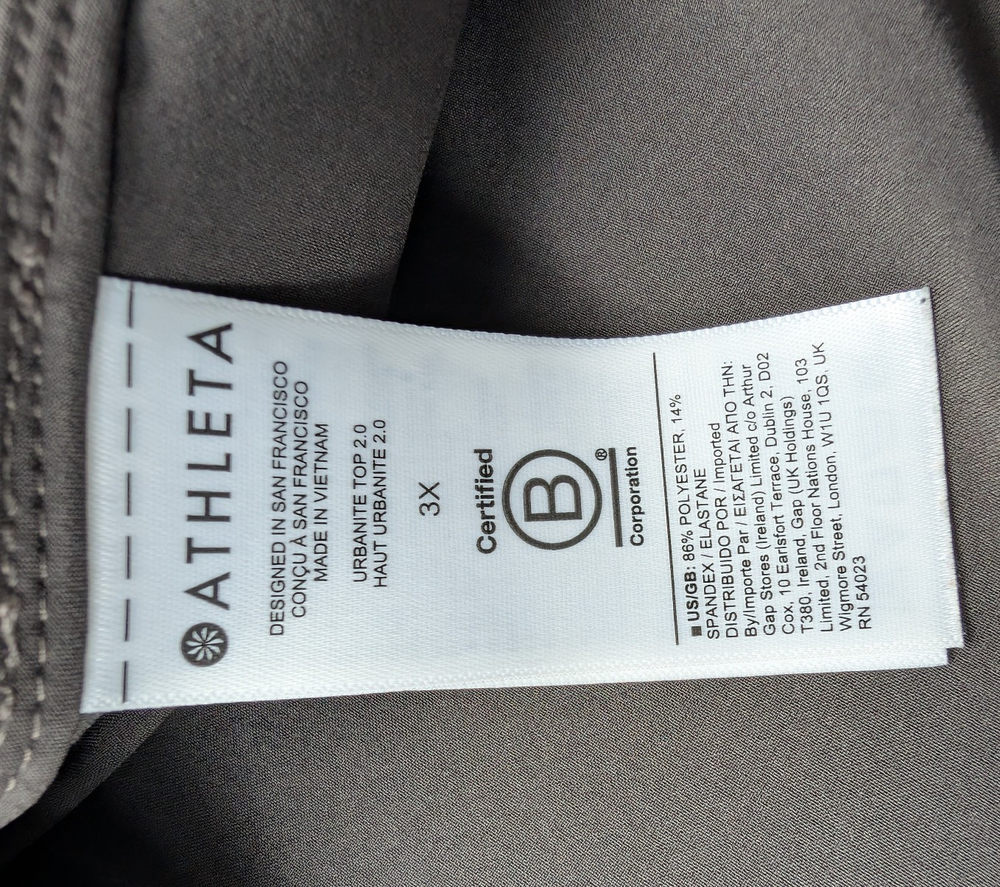 ATHLETA
DESIGNED IN SAN FRANCISCO
CONÇU À SAN FRANCISCO
MADE IN VIETNAM
URBANITE TOP 2.0
HAUT URBANITE 2.0
3X
Certified
B
®
Corporation
■ US/GB: 86% POLYESTER, 14%
SPANDEX / ELASTANE
DISTRIBUIDO POR / Imported
By/Importe Par / ΕΙΣΑΓΕΤΑΙ ΑΠΟ ΤΗΝ:
Gap Stores (Ireland) Limited c/o Arthur
Cox, 10 Earlsfort Terrace, Dublin 2, D02
T380, Ireland, Gap (UK Holdings)
Limited, 2nd Floor Nations House, 103
Wigmore Street, London, W1U 1QS, UK
RN 54023